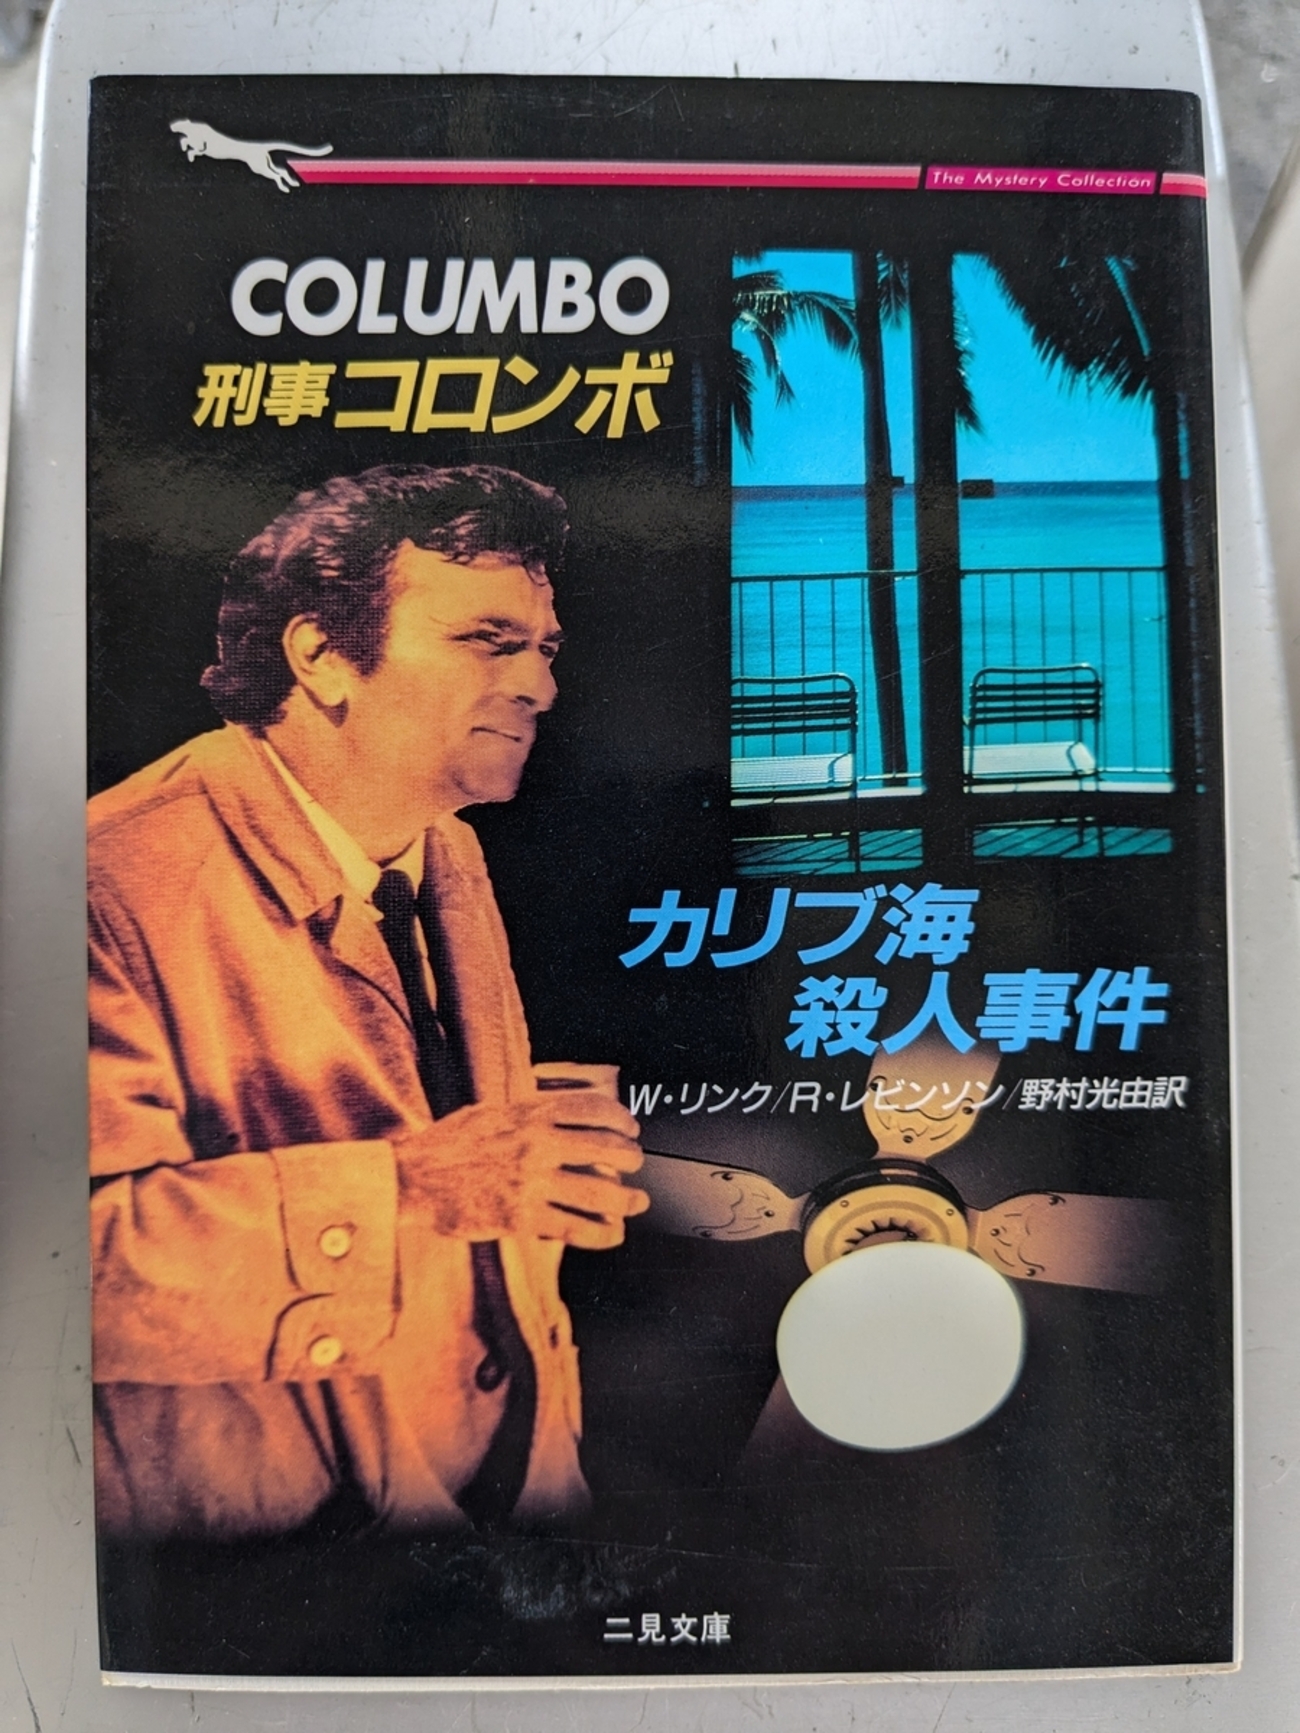 The Mystery Collection
COLUMBO
刑事コロンボ
カリブ海
殺人事件
W・リンク/R・レビンソン/野村光由訳
二見文庫